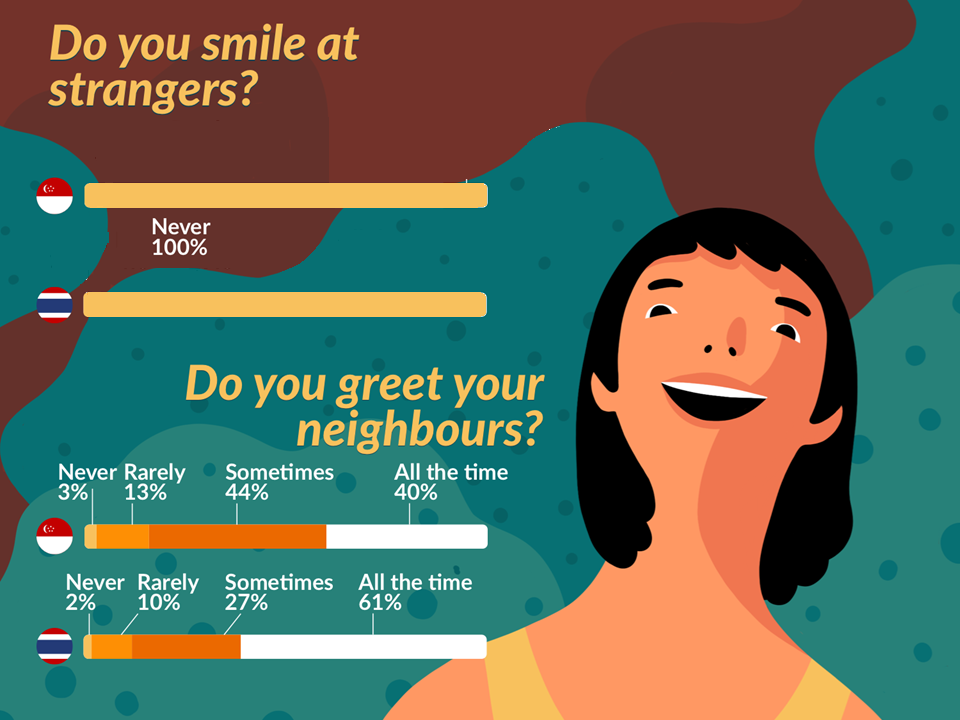 Do you smile at
strangers?
Never
100%
Do you greet your
neighbours?
Never Rarely Sometimes All the time
3% 13% 44% 40%
Never Rarely Sometimes All the time
2% 10% 27% 61%